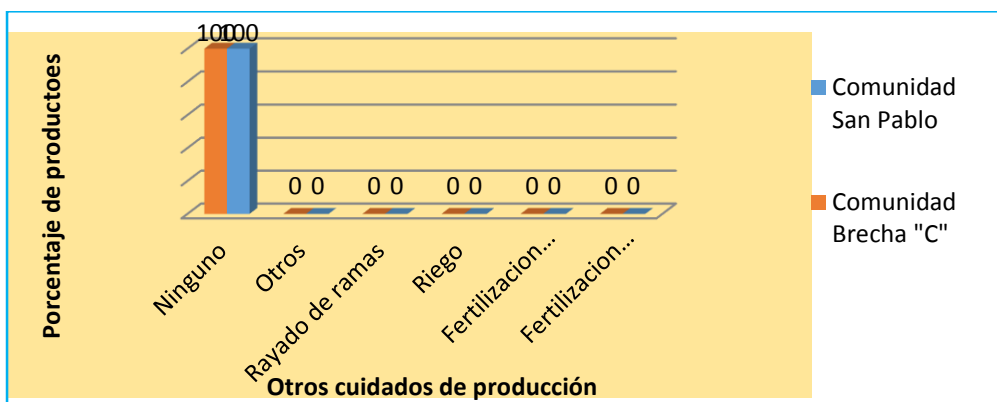 100 100
0 0
0 0
0 0
0 0
0 0
Porcentaje de productoes
Ninguno
Otros
Rayado de ramas
Riego
Fertilizacion...
Fertilizacion...
Otros cuidados de producción
Comunidad
San Pablo
Comunidad
Brecha "C"